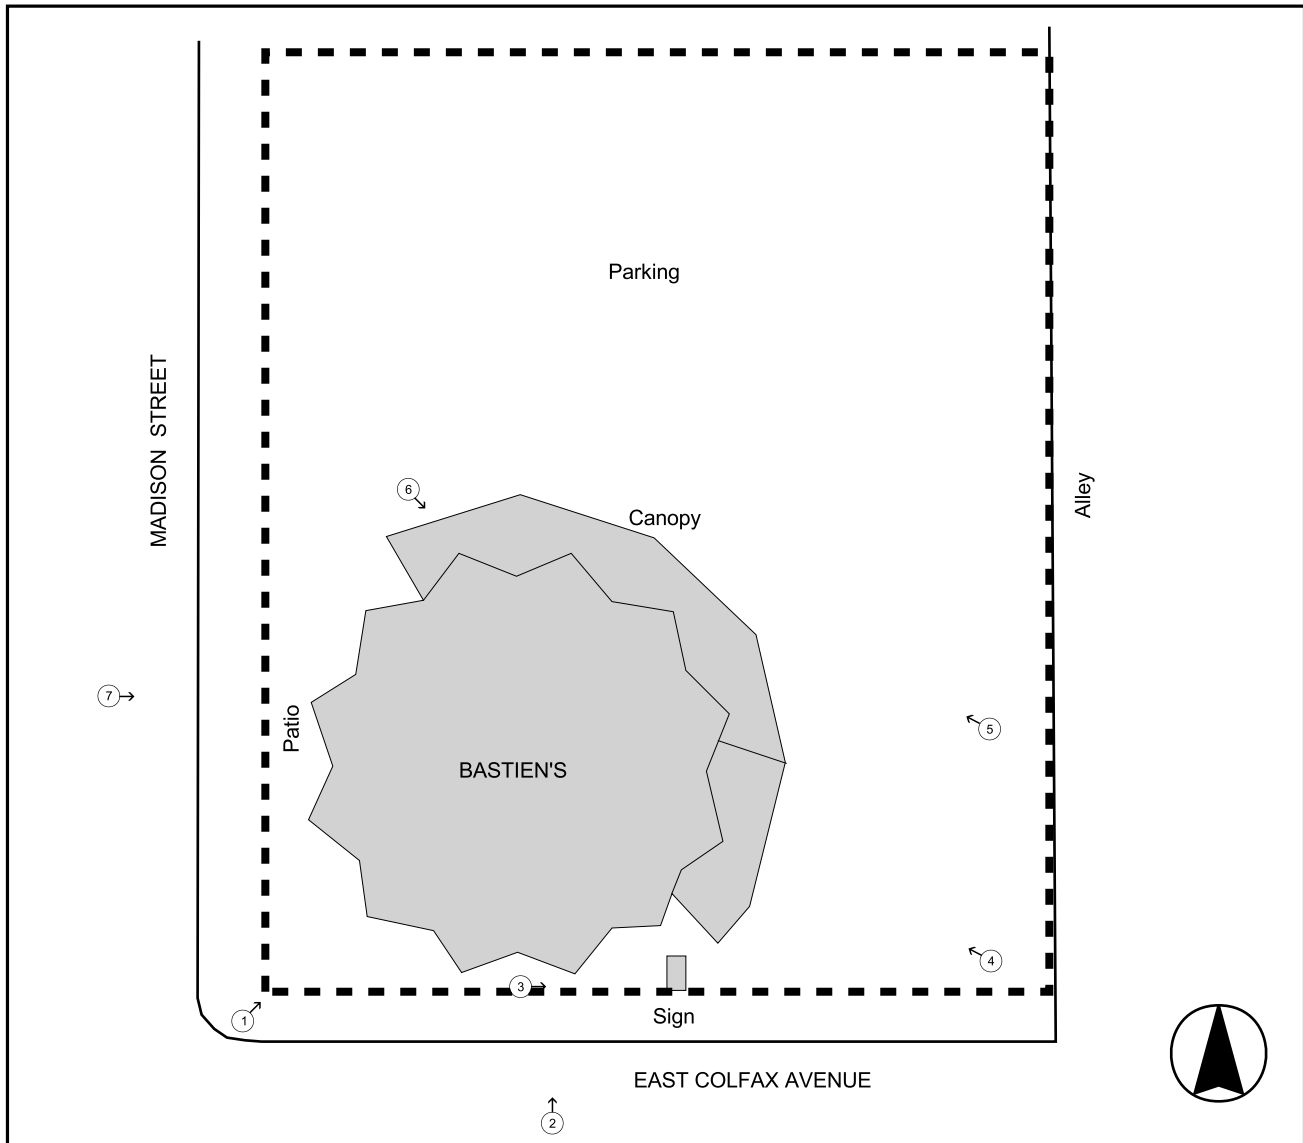 Parking
MADISON STREET
Alley
6
Canopy
7
Patio
5
BASTIEN'S
4
3
1
Sign
EAST COLFAX AVENUE
2